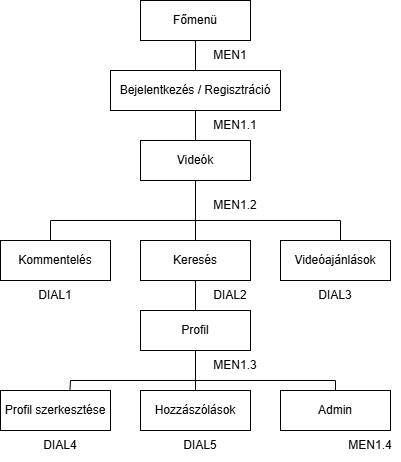 Főmenü
MEN1
Bejelentkezés / Regisztráció
MEN1.1
Videók
MEN1.2
Kommentelés
Keresés
Videóajánlások
DIAL1
DIAL2
DIAL3
Profil
MEN1.3
Profil szerkesztése
Hozzászólások
Admin
DIAL4
DIAL5
MEN1.4